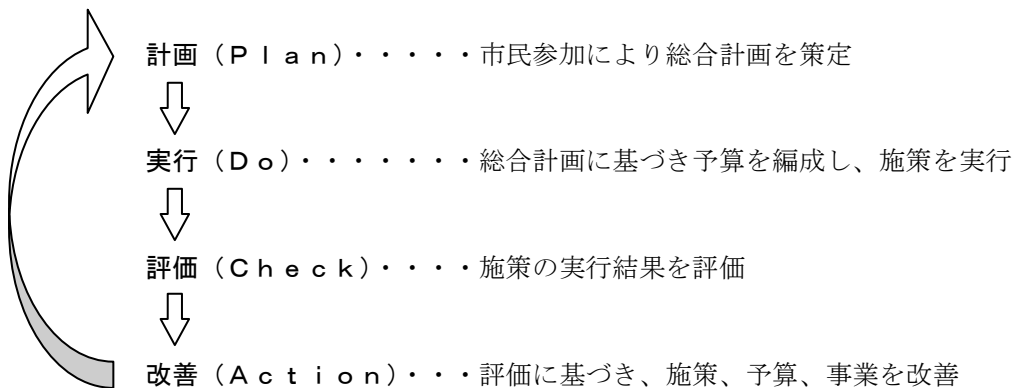 計画（Ｐｌａｎ）・・・・・市民参加により総合計画を策定
実行（Ｄｏ）・・・・・・・総合計画に基づき予算を編成し、施策を実行
評価（Ｃｈｅｃｋ）・・・・施策の実行結果を評価
改善（Ａｃｔｉｏｎ）・・・評価に基づき、施策、予算、事業を改善